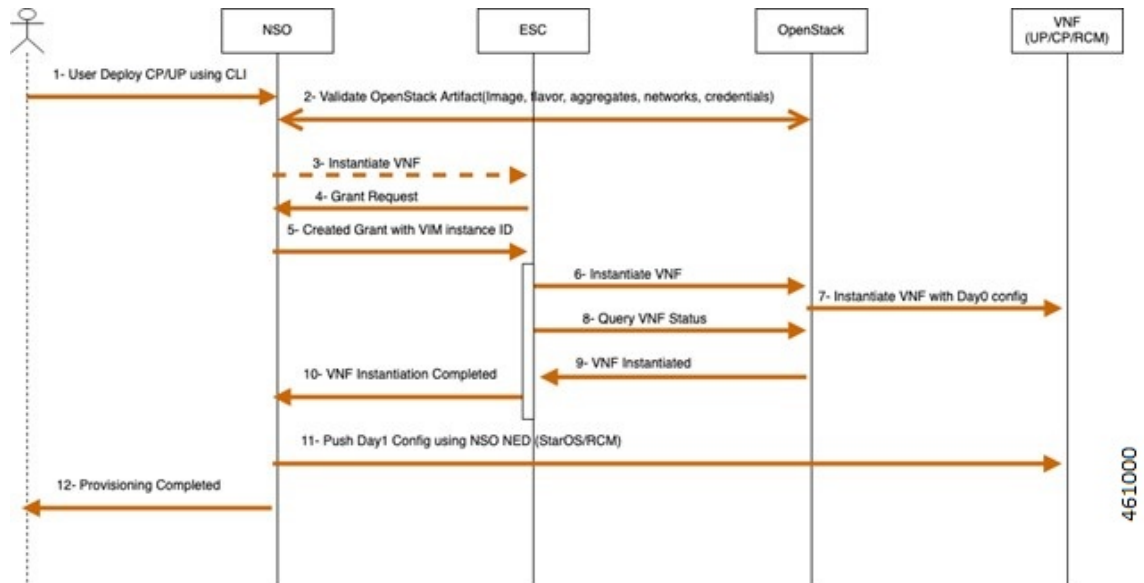 NSO
ESC
OpenStack
VNF
(UP/CP/RCM)
1- User Deploy CP/UP using CLI
2- Validate OpenStack Artifact(Image, flavor, aggregates, networks, credentials)
3- Instantiate VNF
4- Grant Request
5- Created Grant with VIM instance ID
6- Instantiate VNF
7- Instantiate VNF with Day0 config
8- Query VNF Status
9- VNF Instantiated
10- VNF Instantiation Completed
11- Push Day1 Config using NSO NED (StarOS/RCM)
12- Provisioning Completed
461000